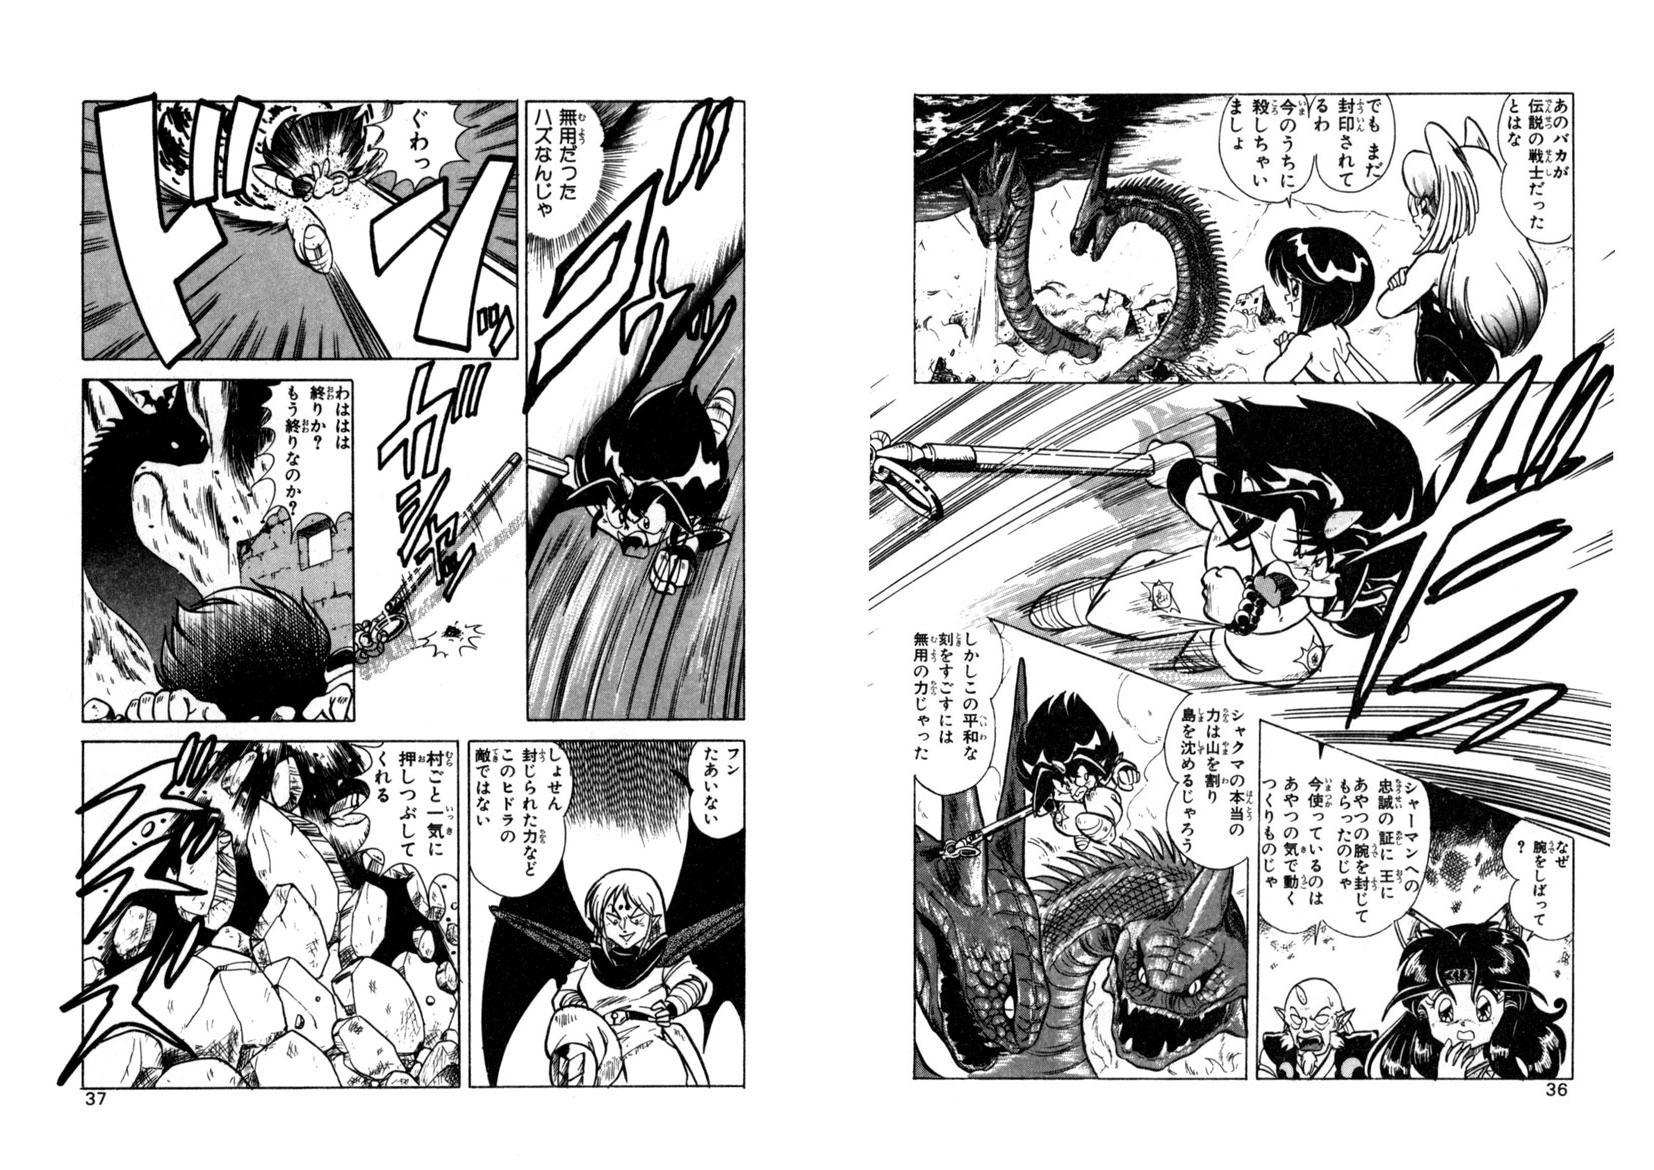 あのバカが
伝説の戦士だった
とはな
でも まだ
封印されて
るわ
今のうちに
殺しちゃい
ましょ
なぜ
腕をしばって
?
シャーマンへの
忠誠の証に王に
もらったのじゃ
あやつの腕を封じて
今使っているのは
あやつの気で動く
つくりものじゃ
シャクマの本当の
力は山を割り
島を沈めるじゃろう
しかしこの平和な
刻をすごすには
無用の力じゃった
36
無用だった
ハズなんじゃ
ぐわっ
ドンッ
ガシャーン
わははは
終りか?
もう終りなのか?
フン
たあいない
しょせん
封じられた力など
このヒドラの
敵ではない
村ごと一気に
押しつぶして
くれる
37